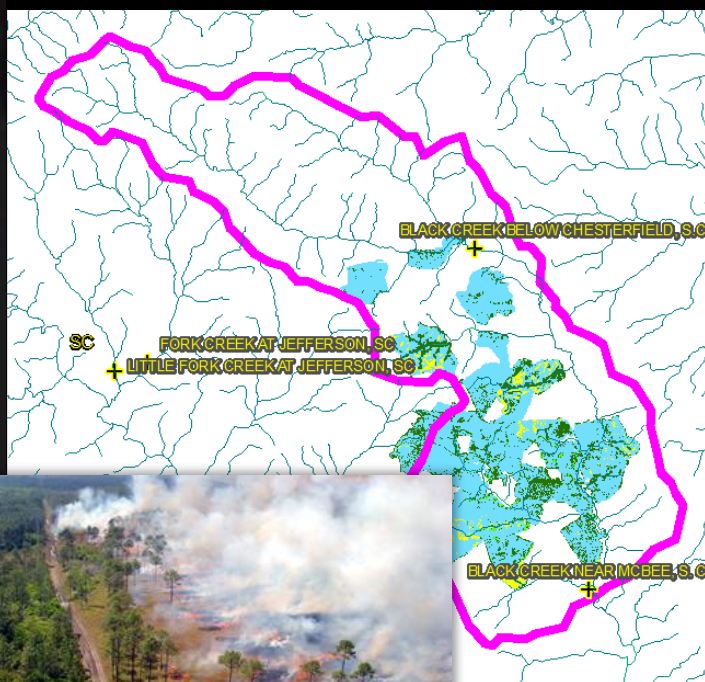 BLACK CREEK BELOW CHESTERFIELD, S.C
SC
FORK CREEK AT JEFFERSON, SC
LITTLE FORK CREEK AT JEFFERSON, SC
BLACK CREEK NEAR MCBEE, S. C